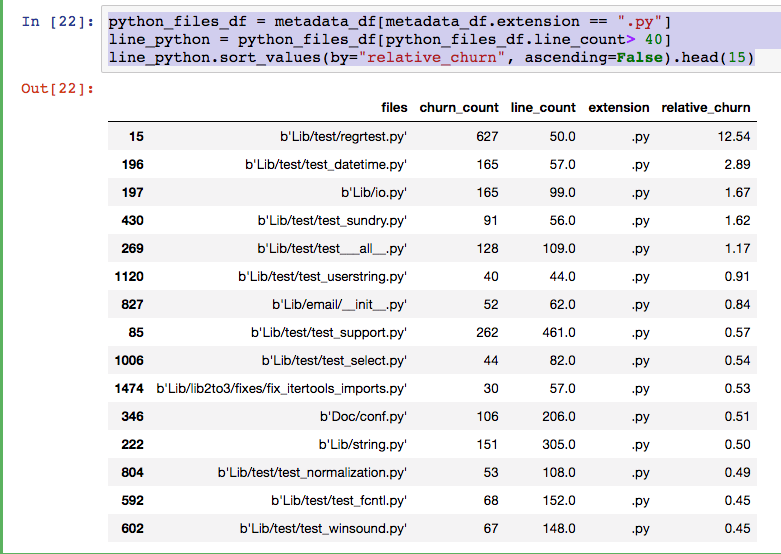 In [22]: python_files_df = metadata_df[metadata_df.extension == ".py"]
line_python = python_files_df[python_files_df.line_count> 40]
line_python.sort_values(by="relative_churn", ascending=False).head(15)
Out[22]:
files churn_count line_count extension relative_churn
15 b'Lib/test/regrtest.py' 627 50.0 .py 12.54
196 b'Lib/test/test_datetime.py' 165 57.0 .py 2.89
197 b'Lib/io.py' 165 99.0 .py 1.67
430 b'Lib/test/test_sundry.py' 91 56.0 .py 1.62
269 b'Lib/test/test___all__.py' 128 109.0 .py 1.17
1120 b'Lib/test/test_userstring.py' 40 44.0 .py 0.91
827 b'Lib/email/__init__.py' 52 62.0 .py 0.84
85 b'Lib/test/test_support.py' 262 461.0 .py 0.57
1006 b'Lib/test/test_select.py' 44 82.0 .py 0.54
1474 b'Lib/lib2to3/fixes/fix_itertools_imports.py' 30 57.0 .py 0.53
346 b'Doc/conf.py' 106 206.0 .py 0.51
222 b'Lib/string.py' 151 305.0 .py 0.50
804 b'Lib/test/test_normalization.py' 53 108.0 .py 0.49
592 b'Lib/test/test_fcntl.py' 68 152.0 .py 0.45
602 b'Lib/test/test_winsound.py' 67 148.0 .py 0.45